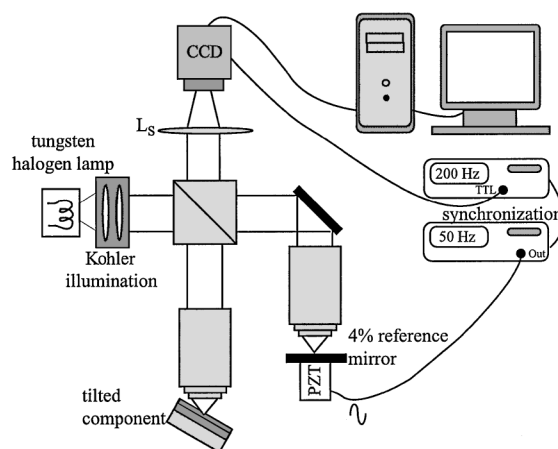 CCD
L_S
tungsten
halogen lamp
200 Hz
TTL
synchronization
50 Hz
Out
Kohler
illumination
4% reference
mirror
PZT
tilted
component